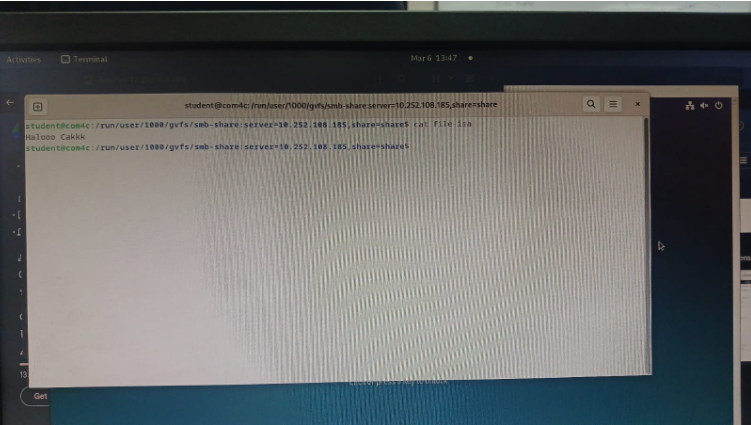 Activities Terminal Mar 6 13:47
student@com4c: /run/user/1000/gvfs/smb-share:server=10.252.108.185,share=share
student@com4c:/run/user/1000/gvfs/smb-share:server=10.252.108.185,share=share$ cat file-isa
Halooo Cakkk
student@com4c:/run/user/1000/gvfs/smb-share:server=10.252.108.185,share=share$
13
Get